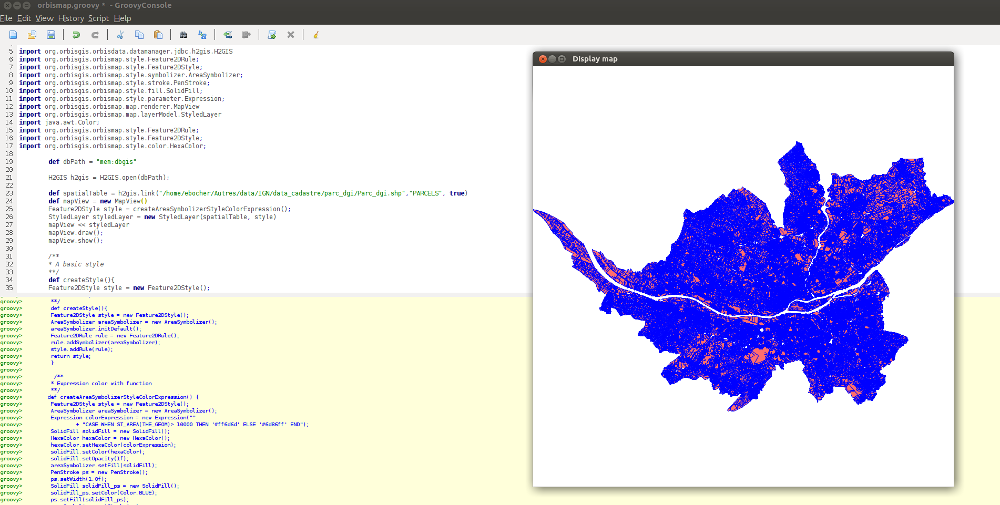 orbismap.groovy * - GroovyConsole
File Edit View History Script Help
5 import org.orbisgis.orbisdata.datamanager.jdbc.h2gis.H2GIS
6 import org.orbisgis.orbismap.style.Feature2DRule;
7 import org.orbisgis.orbismap.style.Feature2DStyle;
8 import org.orbisgis.orbismap.style.symbolizer.AreaSymbolizer;
9 import org.orbisgis.orbismap.style.stroke.PenStroke;
10 import org.orbisgis.orbismap.style.fill.SolidFill;
11 import org.orbisgis.orbismap.style.parameter.Expression;
12 import org.orbisgis.orbismap.map.renderer.MapView
13 import org.orbisgis.orbismap.map.layerModel.StyledLayer
14 import java.awt.Color;
15 import org.orbisgis.orbismap.style.Feature2DRule;
16 import org.orbisgis.orbismap.style.Feature2DStyle;
17 import org.orbisgis.orbismap.style.color.HexaColor;
18
19 def dbPath = "mem:dbgis"
20
21 H2GIS h2gis = H2GIS.open(dbPath);
22
23 def spatialTable = h2gis.link("/home/ebocher/Autres/data/IGN/data_cadastre/parc_dgi/Parc_dgi.shp","PARCELS", true)
24 def mapView = new MapView()
25 Feature2DStyle style = createAreaSymbolizerStyleColorExpression();
26 StyledLayer styledLayer = new StyledLayer(spatialTable, style)
27 mapView << styledLayer
28 mapView.draw();
29 mapView.show();
30
31 /**
32 * A basic style
33 **/
34 def createStyle(){
35 Feature2DStyle style = new Feature2DStyle();
groovy> **/
groovy> def createStyle(){
groovy> Feature2DStyle style = new Feature2DStyle();
groovy> AreaSymbolizer areaSymbolizer = new AreaSymbolizer();
groovy> areaSymbolizer.initDefault();
groovy> Feature2DRule rule = new Feature2DRule();
groovy> rule.addSymbolizer(areaSymbolizer);
groovy> style.addRule(rule);
groovy> return style;
groovy> }
groovy>
groovy> /**
groovy> * Expression color with function
groovy> **/
groovy> def createAreaSymbolizerStyleColorExpression() {
groovy> Feature2DStyle style = new Feature2DStyle();
groovy> AreaSymbolizer areaSymbolizer = new AreaSymbolizer();
groovy> Expression colorExpression = new Expression(""
groovy> + "CASE WHEN ST_AREA(THE_GEOM)> 10000 THEN '#ff6d6d' ELSE '#6d86ff' END");
groovy> SolidFill solidFill = new SolidFill();
groovy> HexaColor hexaColor = new HexaColor();
groovy> hexaColor.setHexaColor(colorExpression);
groovy> solidFill.setColor(hexaColor);
groovy> solidFill.setOpacity(1f);
groovy> areaSymbolizer.setFill(solidFill);
groovy> PenStroke ps = new PenStroke();
groovy> ps.setWidth(1.0f);
groovy> SolidFill solidFill_ps = new SolidFill();
groovy> solidFill_ps.setColor(Color.BLUE);
groovy> ps.setFill(solidFill_ps);
Display map